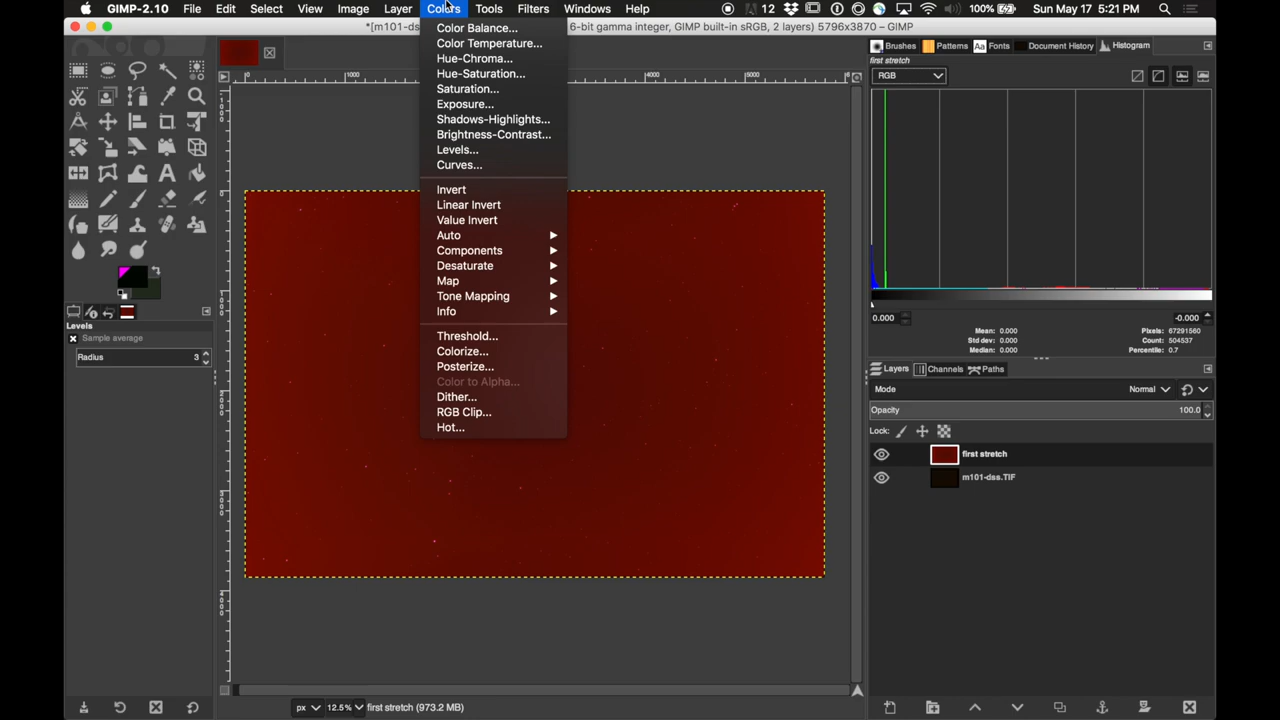 GIMP-2.10 File Edit Select View Image Layer Colors Tools Filters Windows Help 12 100% Sun May 17 5:21 PM
*[m101-ds 6-bit gamma integer, GIMP built-in sRGB, 2 layers) 5796x3870 – GIMP
Color Balance...
Color Temperature...
Hue-Chroma...
Hue-Saturation...
Saturation...
Exposure...
Shadows-Highlights...
Brightness-Contrast...
Levels...
Curves...
Invert
Linear Invert
Value Invert
Auto
Components
Desaturate
Map
Tone Mapping
Info
Threshold...
Colorize...
Posterize...
Color to Alpha...
Dither...
RGB Clip...
Hot...
1000 4000 5000
Levels
Sample average
Radius 3
px 12.5% first stretch (973.2 MB)
Brushes Patterns Aa Fonts Document History Histogram
first stretch
RGB
0.000 -0.000
Mean: 0.000 Pixels: 67291560
Std dev: 0.000 Count: 504537
Median: 0.000 Percentile: 0.7
Layers Channels Paths
Mode Normal
Opacity 100.0
Lock:
first stretch
m101-dss.TIF